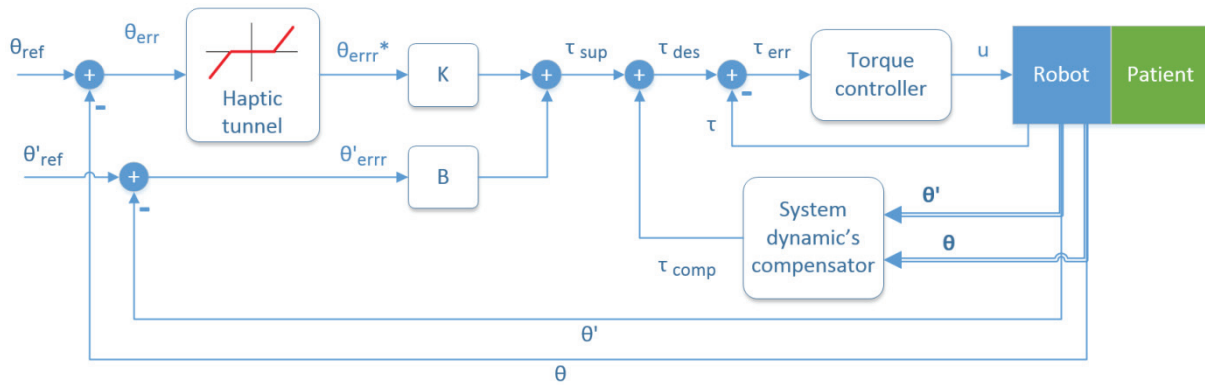 θref
θerr
Haptic
tunnel
θerrr*
K
τ sup
τ des
τ err
Torque
controller
u
Robot
Patient
-
-
τ
θ'ref
θ'errr
B
-
System
dynamic's
compensator
θ'
θ
τ comp
θ'
θ
+
+
+
+
+